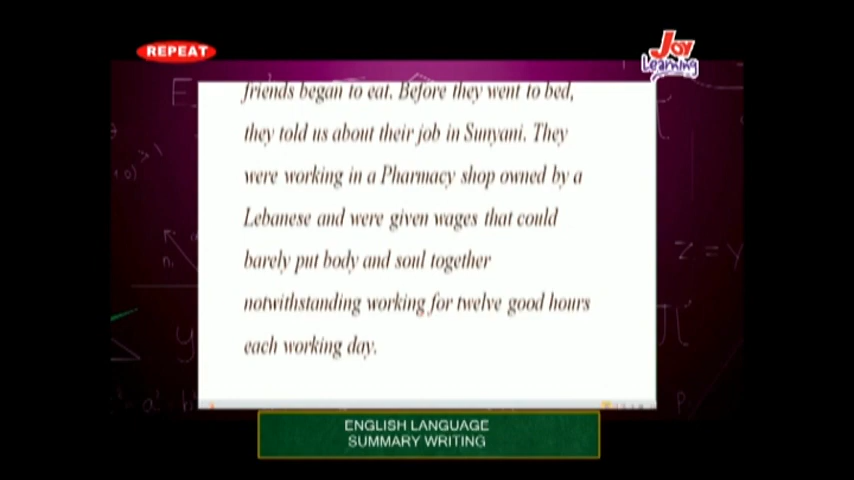 REPEAT
Joy
Learning
friends began to eat. Before they went to bed,
they told us about their job in Sunyani. They
were working in a Pharmacy shop owned by a
Lebanese and were given wages that could
barely put body and soul together
notwithstanding working for twelve good hours
each working day.
z = y
ENGLISH LANGUAGE
SUMMARY WRITING